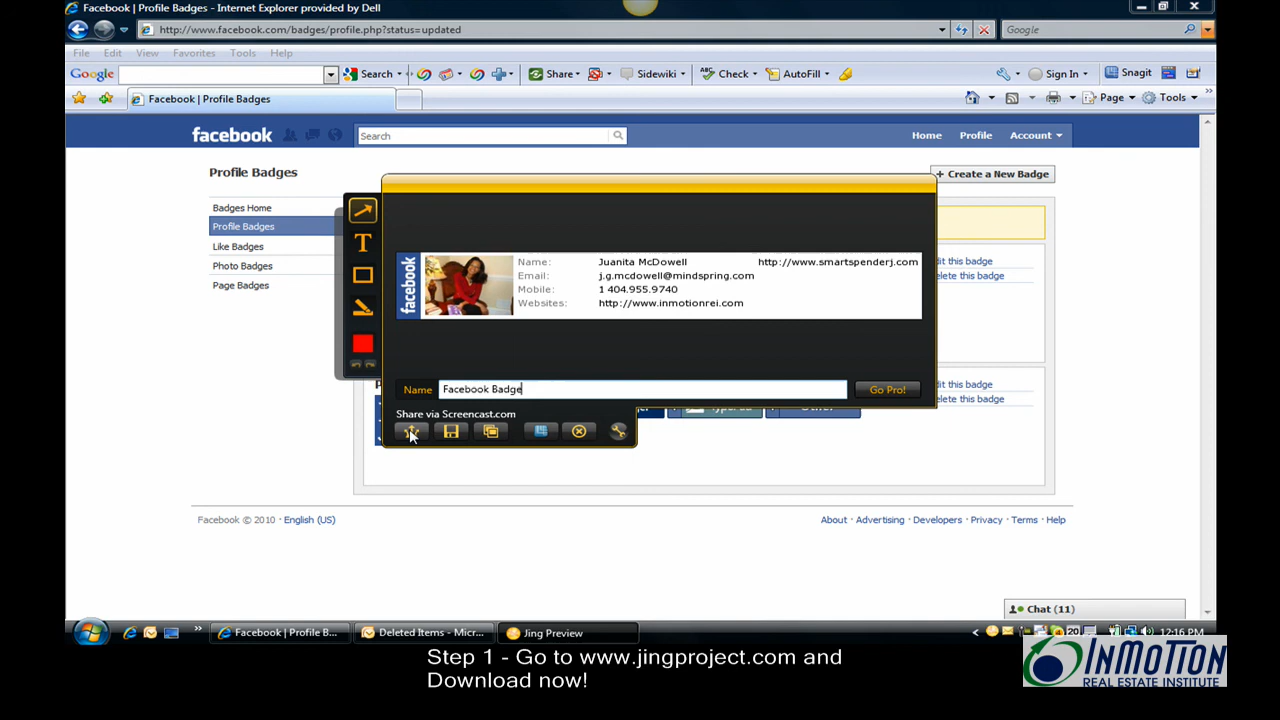 Facebook | Profile Badges - Internet Explorer provided by Dell
http://www.facebook.com/badges/profile.php?status=updated
Google
File Edit View Favorites Tools Help
Google Search Share Sidewiki Check AutoFill Sign In Snagit
Facebook | Profile Badges
Page Tools
facebook Search Home Profile Account
Profile Badges
+ Create a New Badge
Badges Home
Profile Badges
Like Badges
Photo Badges
Page Badges
T
facebook
Name: Juanita McDowell http://www.smartspenderj.com
Email: j.g.mcdowell@mindspring.com
Mobile: 1 404.955.9740
Websites: http://www.inmotionrei.com
dit this badge
elete this badge
dit this badge
elete this badge
Name Facebook Badge Go Pro!
Share via Screencast.com
Facebook © 2010 · English (US)
About · Advertising · Developers · Privacy · Terms · Help
Chat (11)
Facebook | Profile B... Deleted Items - Micr... Jing Preview 20 12:16 PM
Step 1 - Go to www.jingproject.com and
Download now!
INMOTION
REAL ESTATE INSTITUTE